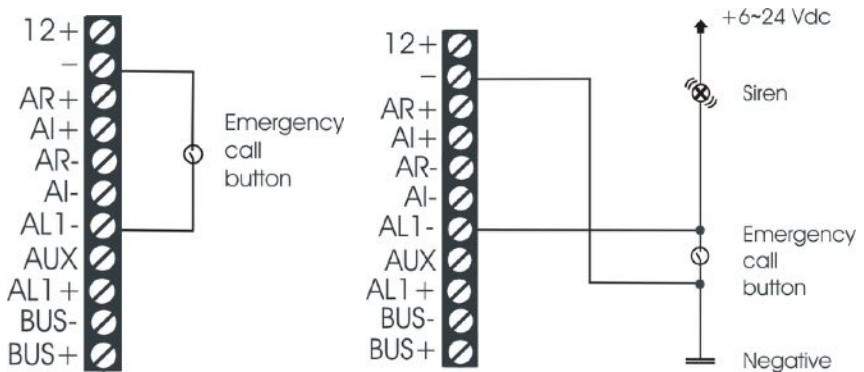 12+
−
AR+
AI+
AR-
AI-
AL1-
AUX
AL1+
BUS-
BUS+
Emergency
call
button
12+
−
AR+
AI+
AR-
AI-
AL1-
AUX
AL1+
BUS-
BUS+
+6~24 Vdc
Siren
Emergency
call
button
Negative